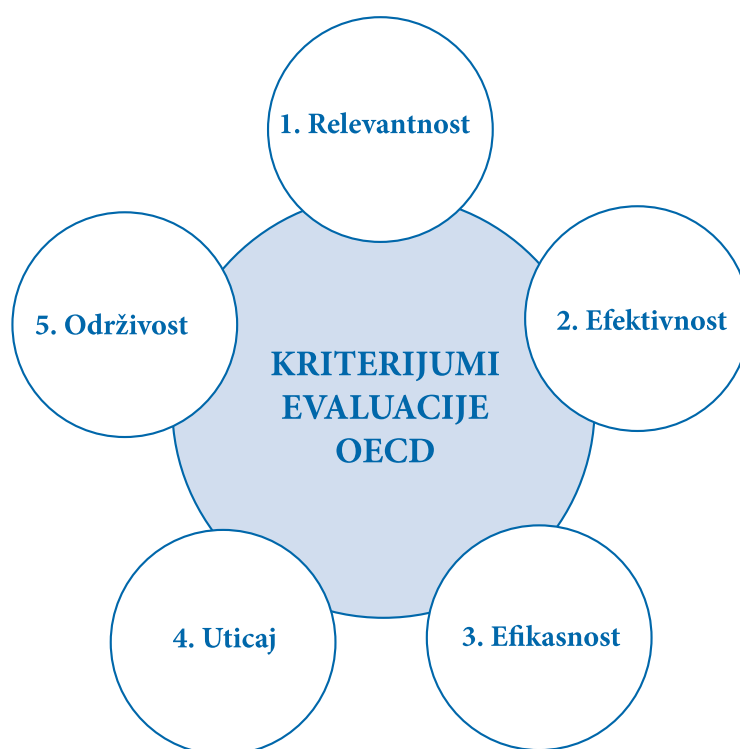 1. Relevantnost
2. Efektivnost
3. Efikasnost
4. Uticaj
5. Održivost
KRITERIJUMI
EVALUACIJE
OECD